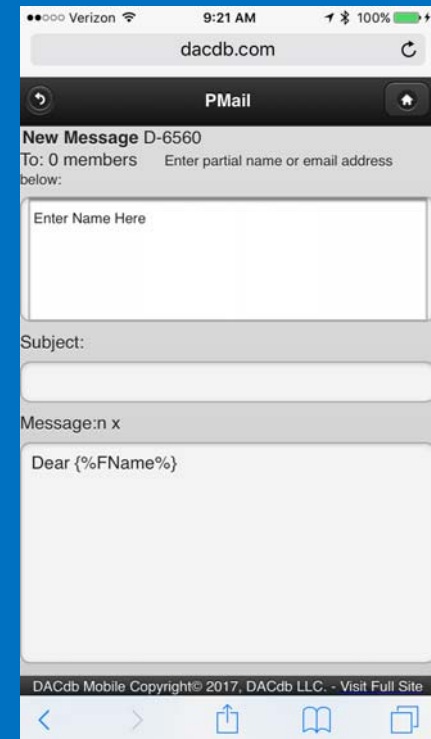 ●●○○○ Verizon 9:21 AM 100%
dacdb.com
PMail
New Message D-6560
To: 0 members Enter partial name or email address
below:
Enter Name Here
Subject:
Message:n x
Dear {%FName%}
DACdb Mobile Copyright© 2017, DACdb LLC. - Visit Full Site